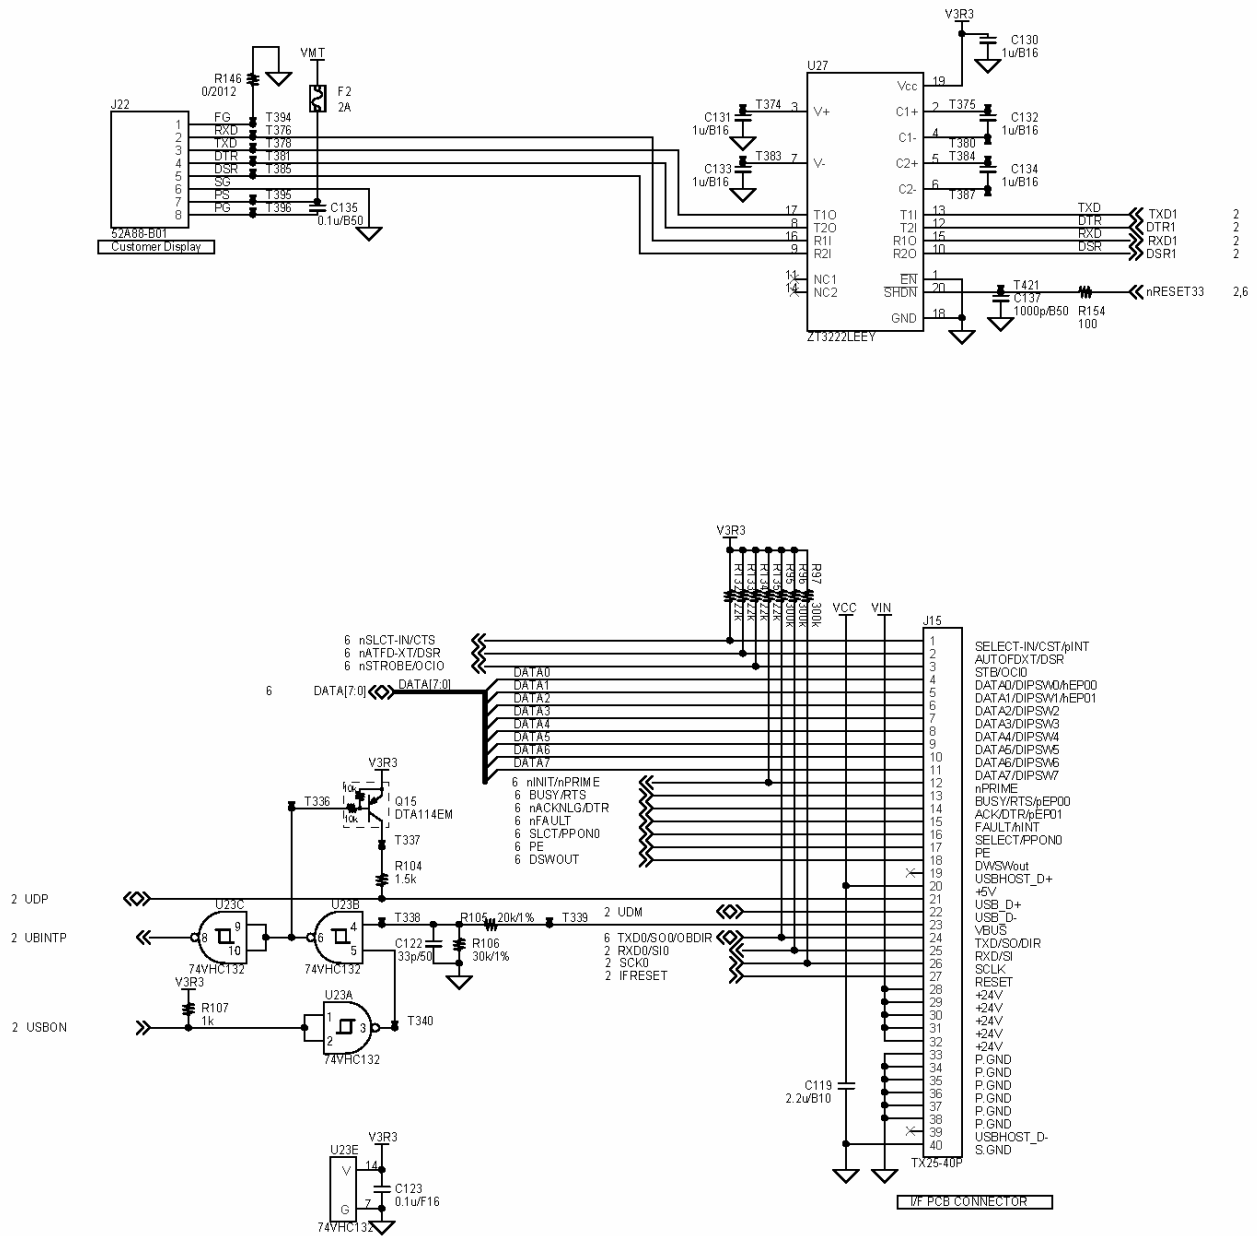 V3R3
C130
1u/B16
U27
VMT
R146
0/2012
F2
2A
Vcc 19
J22
1 FG T394
2 RXD T376
3 TXD T378
4 DTR T381
5 DSR T385
6 SG
7 PS T395
8 PG T396
C135
0.1u/B50
52A88-B01
Customer Display
T374 3 V+
C131
1u/B16
T383 7 V-
C133
1u/B16
C1+ 2 T375
C132
1u/B16
C1- 4 T380
C2+ 5 T384
C134
1u/B16
C2- 6 T387
17 T1O
8 T2O
16 R1I
9 R2I
T1I 13 TXD TXD1 2
T2I 12 DTR DTR1 2
R1O 15 RXD RXD1 2
R2O 10 DSR DSR1 2
11 NC1
14 NC2
EN 1
SHDN 20 T421 nRESET33 2,6
C137
1000p/B50
R154
100
GND 18
ZT3222LEEY
V3R3
R132 22k
R133 22k
R134 22k
R135 22k
R95 300k
R96 300k
R97 300k
VCC
VIN
J15
6 nSLCT-IN/CTS
6 nATFD-XT/DSR
6 nSTROBE/OCIO
6 DATA[7:0] DATA[7:0]
DATA0
DATA1
DATA2
DATA3
DATA4
DATA5
DATA6
DATA7
6 nINIT/nPRIME
6 BUSY/RTS
6 nACKNLG/DTR
6 nFAULT
6 SLCT/PPON0
6 PE
6 DSWOUT
1 SELECT-IN/CST/pINT
2 AUTOFDXT/DSR
3 STB/OCIO
4 DATA0/DIPSW0/hEP00
5 DATA1/DIPSW1/hEP01
6 DATA2/DIPSW2
7 DATA3/DIPSW3
8 DATA4/DIPSW4
9 DATA5/DIPSW5
10 DATA6/DIPSW6
11 DATA7/DIPSW7
12 nPRIME
13 BUSY/RTS/pEP00
14 ACK/DTR/pEP01
15 FAULT/hINT
16 SELECT/PPON0
17 PE
18 DWSWout
19 USBHOST_D+
20 +5V
21 USB_D+
22 USB_D-
23 VBUS
24 TXD/SO/DIR
25 RXD/SI
26 SCLK
27 RESET
28 +24V
29 +24V
30 +24V
31 +24V
32 +24V
33 P.GND
34 P.GND
35 P.GND
36 P.GND
37 P.GND
38 P.GND
39 USBHOST_D-
40 S.GND
TX25-40P
I/F PCB CONNECTOR
V3R3
10k
10k
T336
Q15
DTA114EM
T337
R104
1.5k
2 UDP
U23C
8
9
10
74VHC132
2 UBINTP
U23B
6
4
5
74VHC132
T338
R105 20k/1%
T339
C122
33p/50
R106
30k/1%
2 UDM
6 TXD0/SO0/OBDIR
2 RXD0/SI0
2 SCK0
2 IFRESET
V3R3
R107
1k
2 USBON
U23A
1
2
3
74VHC132
T340
C119
2.2u/B10
U23E
V3R3
V 14
G 7
74VHC132
C123
0.1u/F16